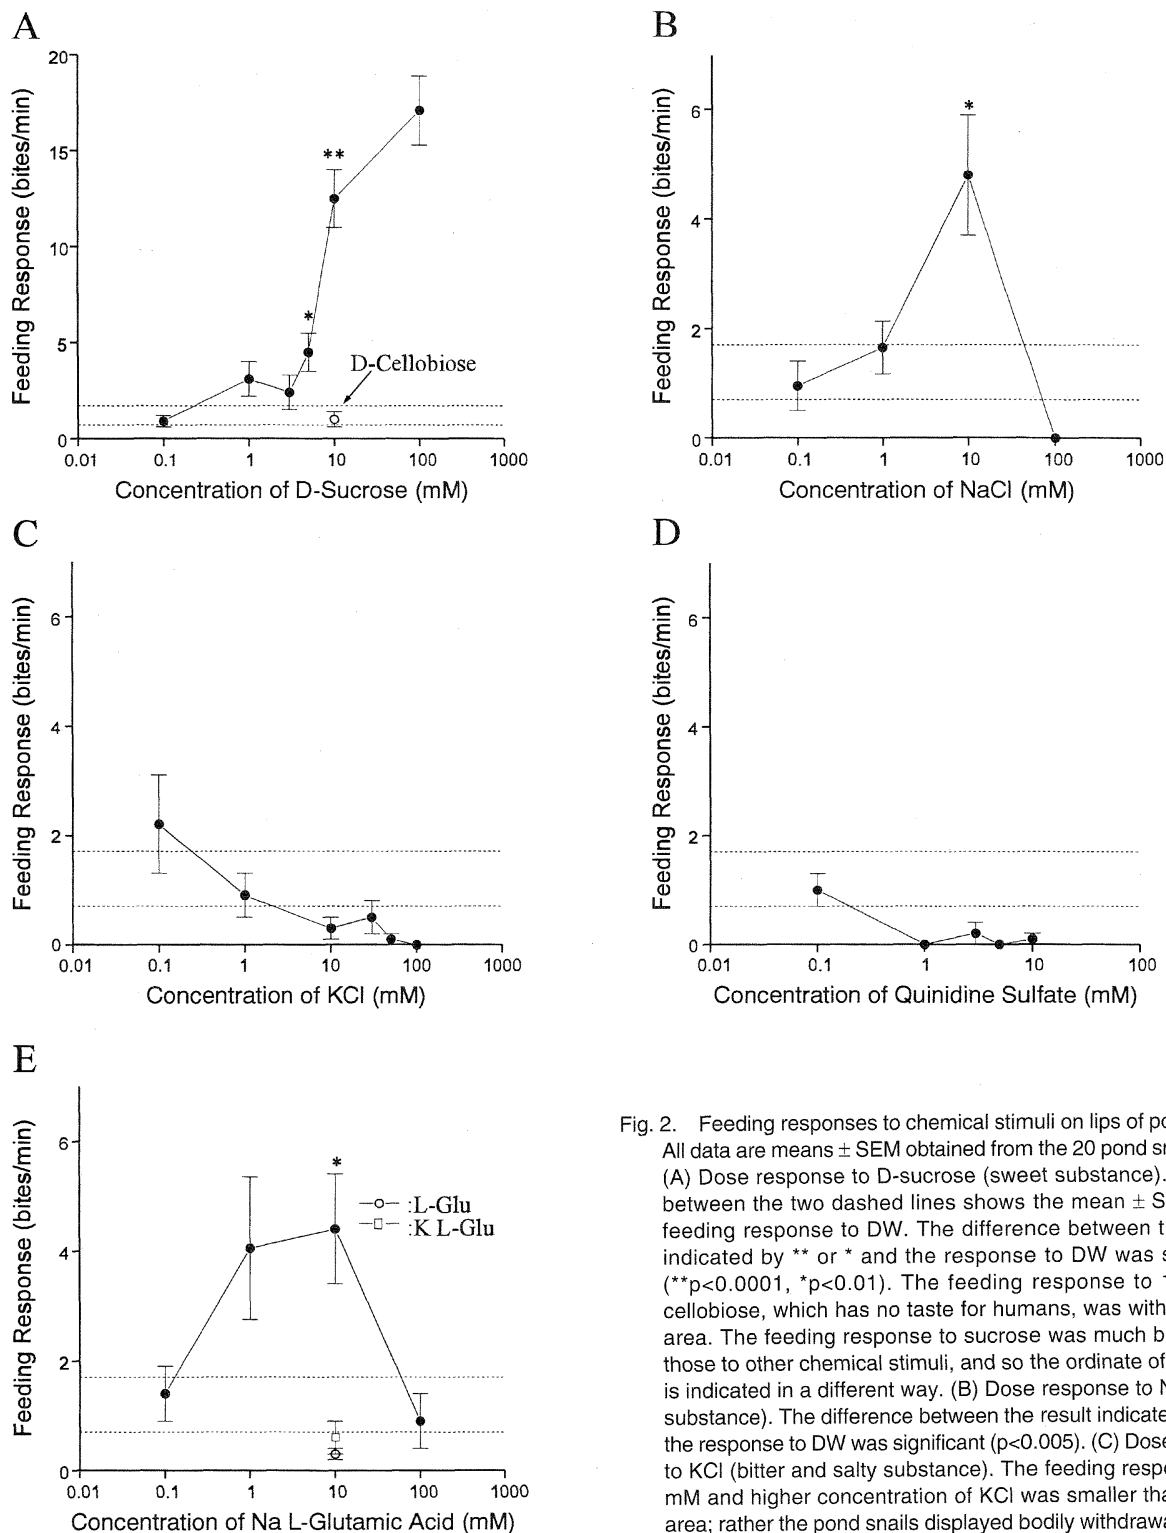 A
20
15
10
5
0
Feeding Response (bites/min)
**
*
D-Cellobiose
0.01 0.1 1 10 100 1000
Concentration of D-Sucrose (mM)
B
6
4
2
0
Feeding Response (bites/min)
*
0.01 0.1 1 10 100 1000
Concentration of NaCl (mM)
C
6
4
2
0
Feeding Response (bites/min)
0.01 0.1 1 10 100 1000
Concentration of KCl (mM)
D
6
4
2
0
Feeding Response (bites/min)
0.01 0.1 1 10 100
Concentration of Quinidine Sulfate (mM)
E
6
4
2
0
Feeding Response (bites/min)
*
:L-Glu
:K L-Glu
0.01 0.1 1 10 100 1000
Concentration of Na L-Glutamic Acid (mM)
Fig. 2. Feeding responses to chemical stimuli on lips of
All data are means ± SEM obtained from the 20 pond
(A) Dose response to D-sucrose (sweet substance).
between the two dashed lines shows the mean ±
feeding response to DW. The difference between
indicated by ** or * and the response to DW was
(**p<0.0001, *p<0.01). The feeding response to
cellobiose, which has no taste for humans, was
area. The feeding response to sucrose was much
those to other chemical stimuli, and so the ordinate of
is indicated in a different way. (B) Dose response to
substance). The difference between the result
the response to DW was significant (p<0.005). (C) Dose
to KCl (bitter and salty substance). The feeding
mM and higher concentration of KCl was smaller
area; rather the pond snails displayed bodily